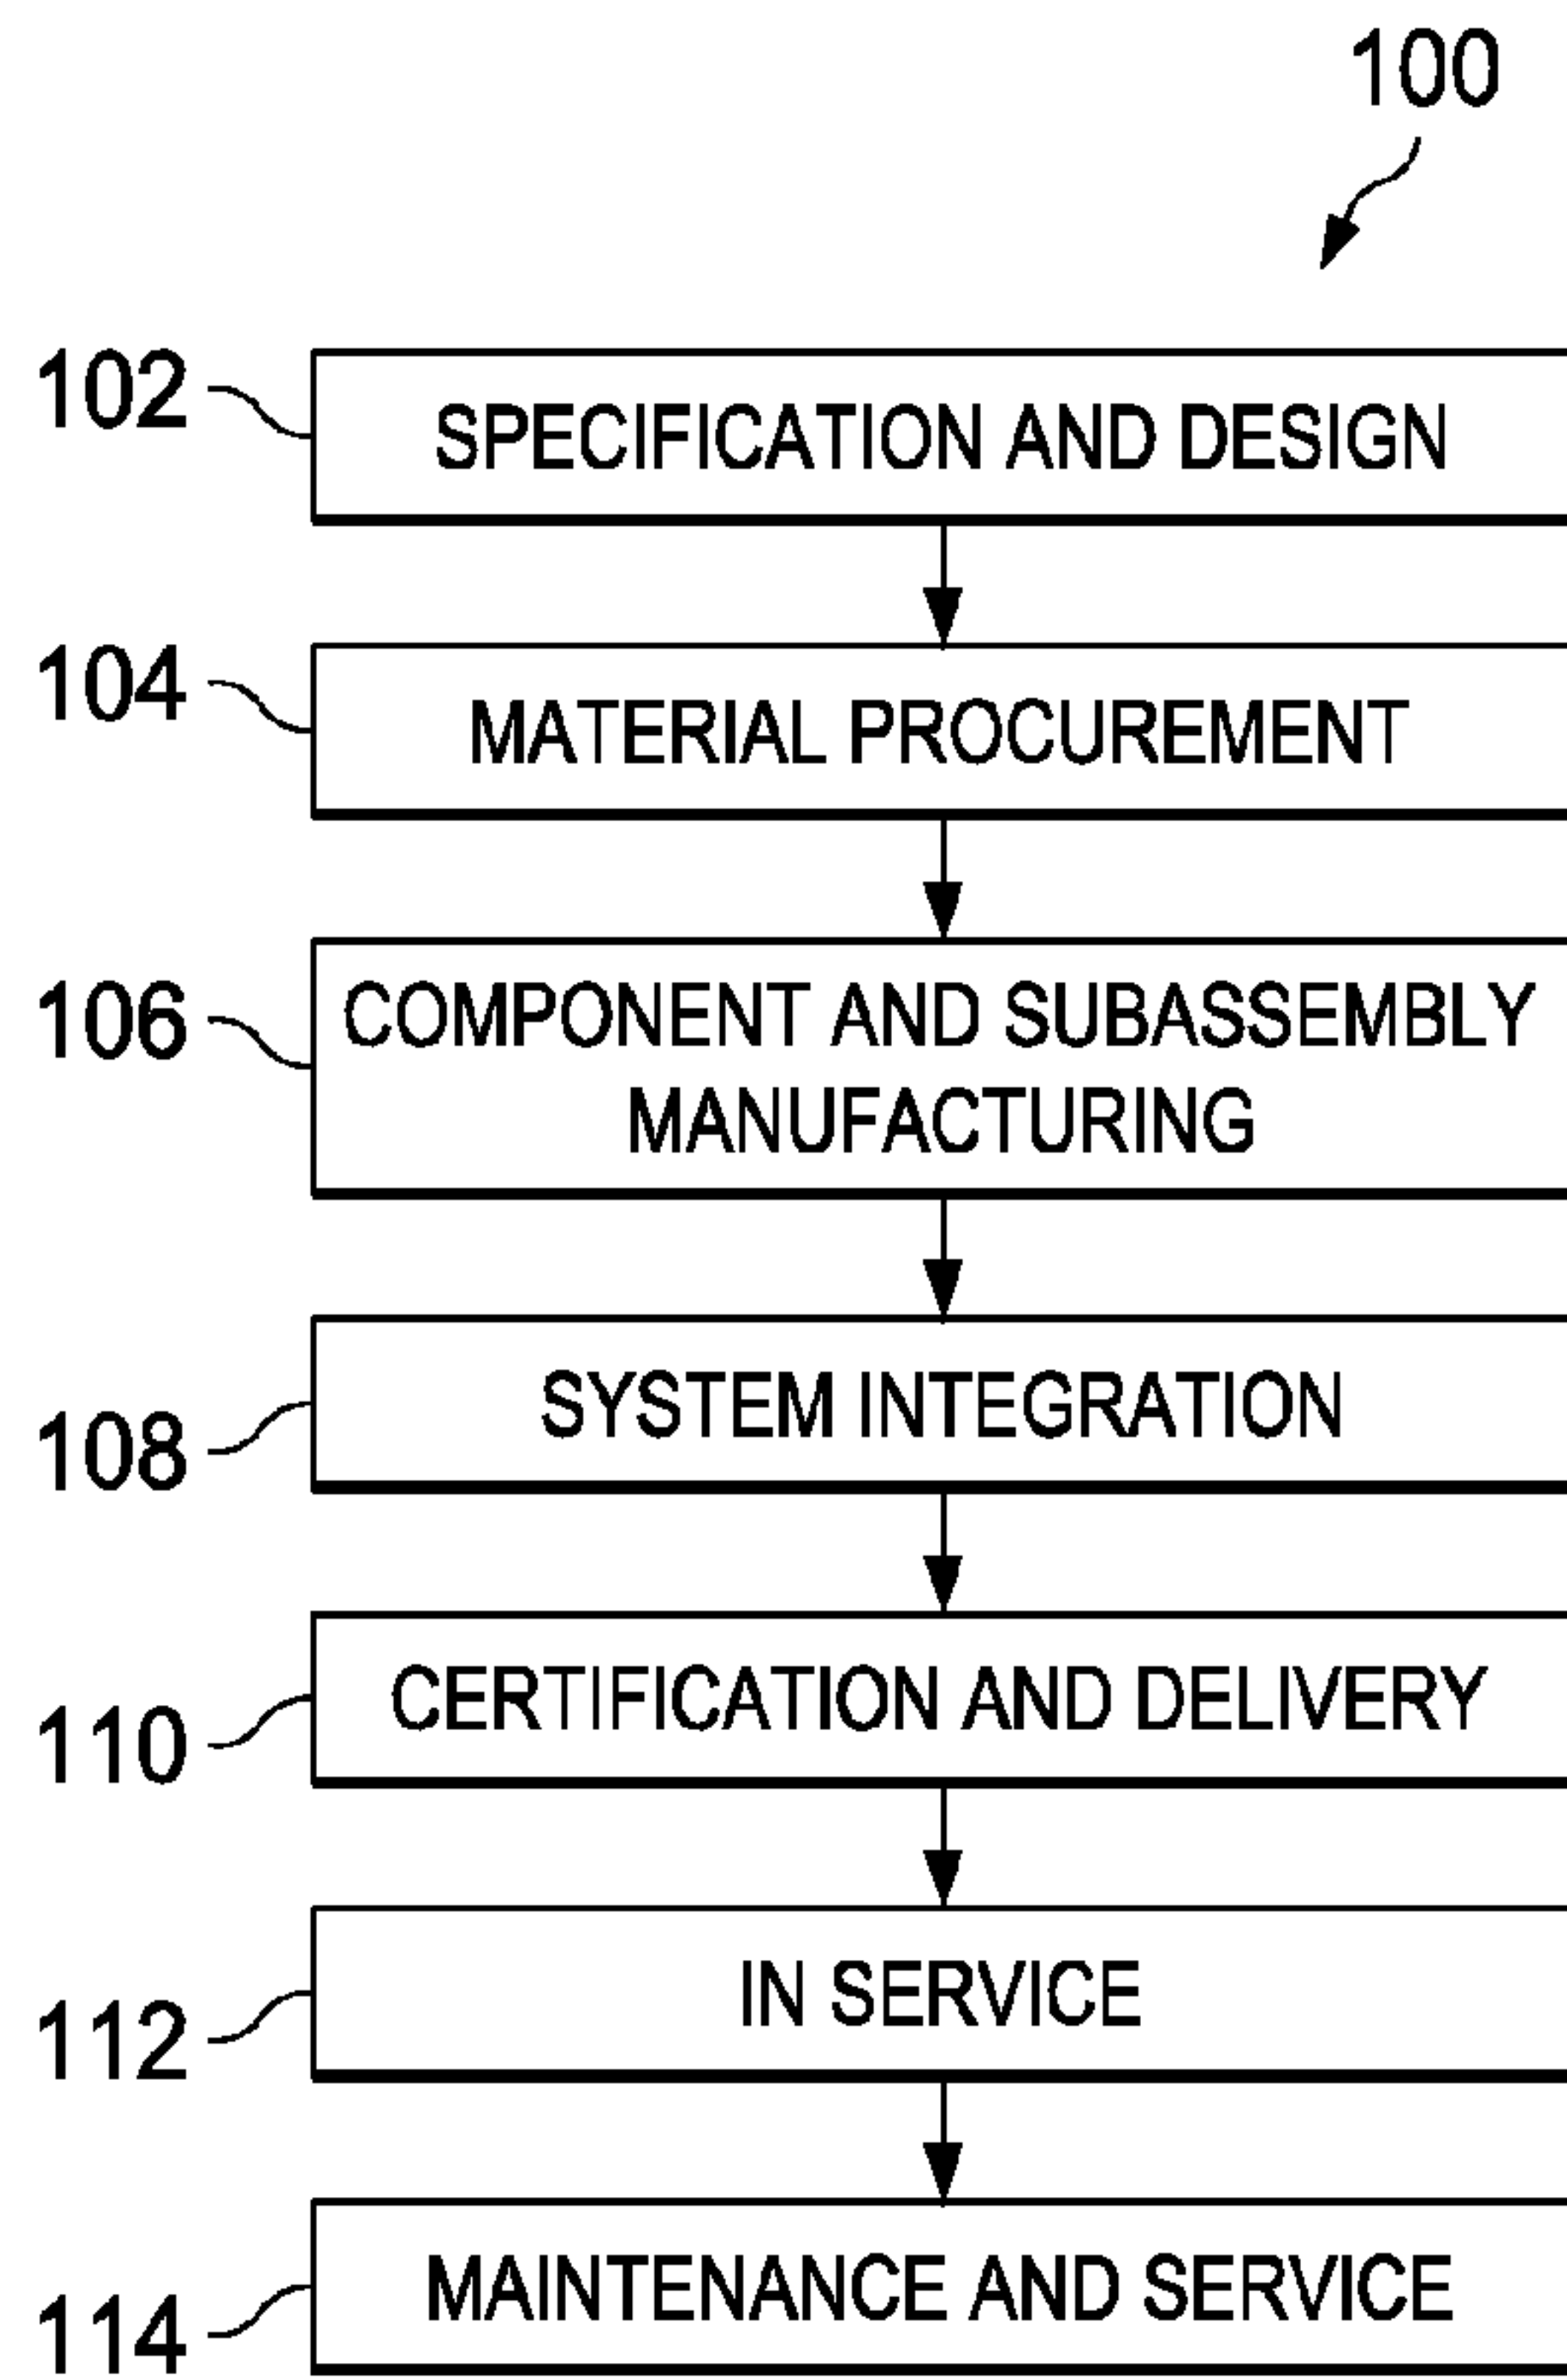 100
102
SPECIFICATION AND DESIGN
104
MATERIAL PROCUREMENT
106
COMPONENT AND SUBASSEMBLY
MANUFACTURING
108
SYSTEM INTEGRATION
110
CERTIFICATION AND DELIVERY
112
IN SERVICE
114
MAINTENANCE AND SERVICE